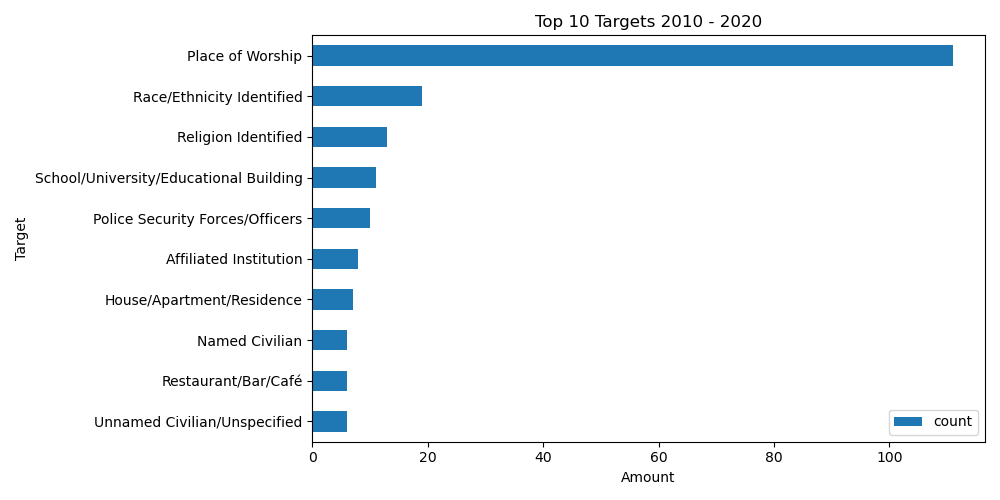 Top 10 Targets 2010 - 2020
Target
Place of Worship
Race/Ethnicity Identified
Religion Identified
School/University/Educational Building
Police Security Forces/Officers
Affiliated Institution
House/Apartment/Residence
Named Civilian
Restaurant/Bar/Café
Unnamed Civilian/Unspecified
count
0 20 40 60 80 100
Amount